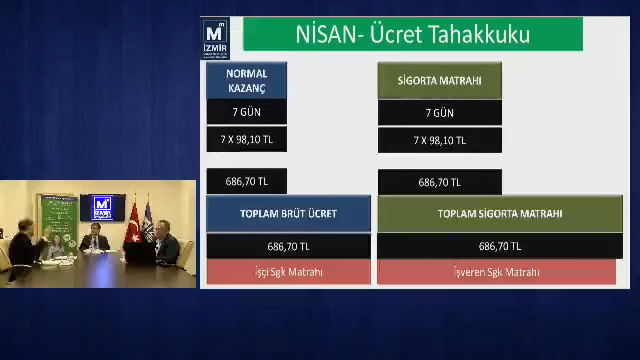 M
İZMİR
NİSAN- Ücret Tahakkuku
NORMAL
KAZANÇ
SİGORTA MATRAHI
7 GÜN
7 GÜN
7 X 98,10 TL
7 X 98,10 TL
686,70 TL
686,70 TL
TOPLAM BRÜT ÜCRET
TOPLAM SİGORTA MATRAHI
686,70 TL
686,70 TL
İşçi Sgk Matrahı
İşveren Sgk Matrahı
M
İZMİR